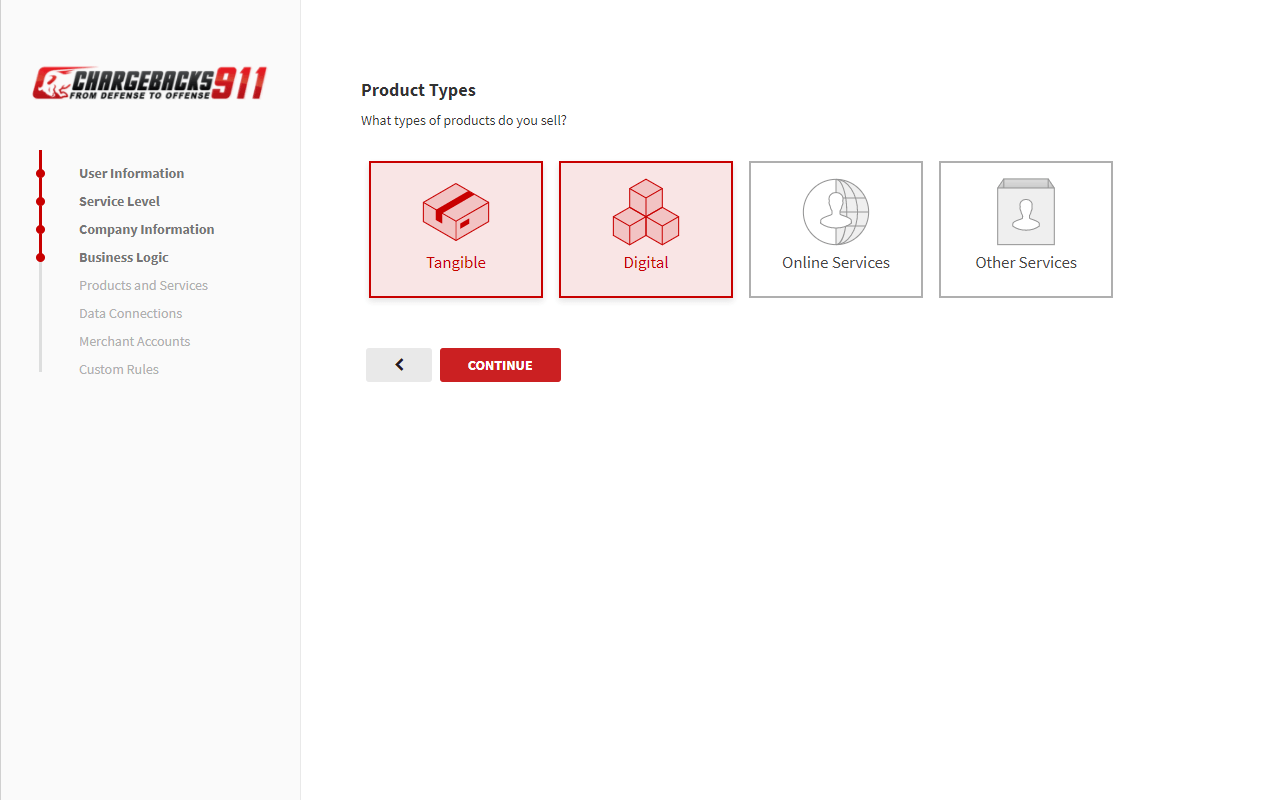 CHARGEBACKS911
FROM DEFENSE TO OFFENSE
User Information
Service Level
Company Information
Business Logic
Products and Services
Data Connections
Merchant Accounts
Custom Rules
Product Types
What types of products do you sell?
Tangible
Digital
Online Services
Other Services
CONTINUE